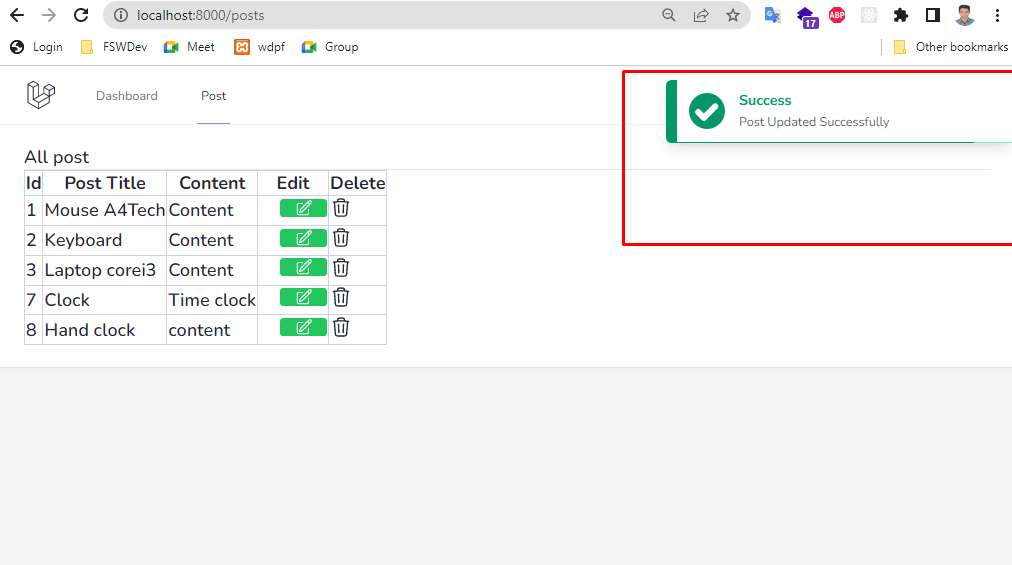 localhost:8000/posts
17
ABP
Login FSWDev Meet wdpf Group Other bookmarks
Dashboard Post
Success
Post Updated Successfully
All post
Id Post Title Content Edit Delete
1 Mouse A4Tech Content
2 Keyboard Content
3 Laptop corei3 Content
7 Clock Time clock
8 Hand clock content